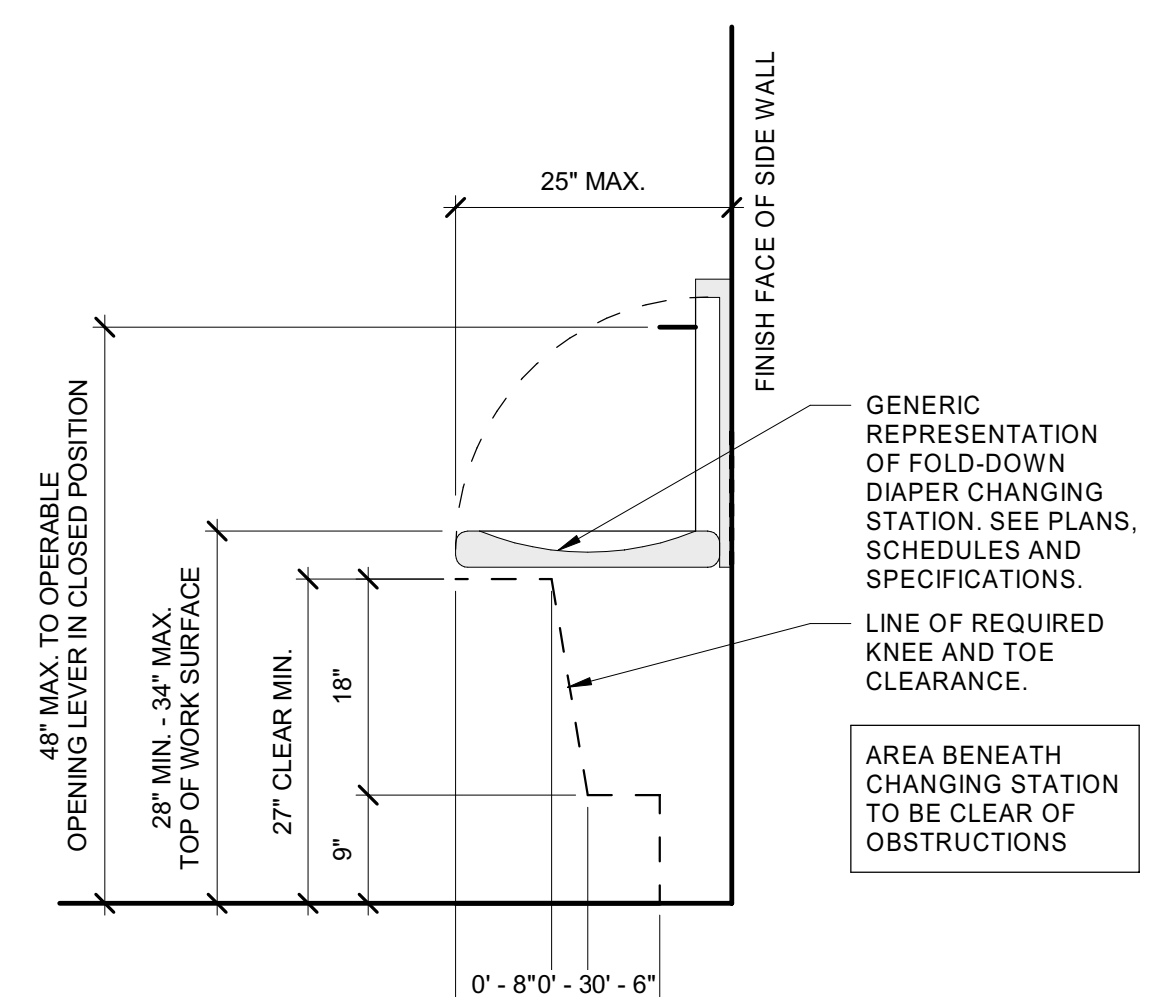 25" MAX.
FINISH FACE OF SIDE WALL
48" MAX. TO OPERABLE
OPENING LEVER IN CLOSED POSITION
28" MIN. - 34" MAX.
TOP OF WORK SURFACE
27" CLEAR MIN.
18"
9"
GENERIC
REPRESENTATION
OF FOLD-DOWN
DIAPER CHANGING
STATION. SEE PLANS,
SCHEDULES AND
SPECIFICATIONS.
LINE OF REQUIRED
KNEE AND TOE
CLEARANCE.
AREA BENEATH
CHANGING STATION
TO BE CLEAR OF
OBSTRUCTIONS
0' - 8"0' - 30' - 6"